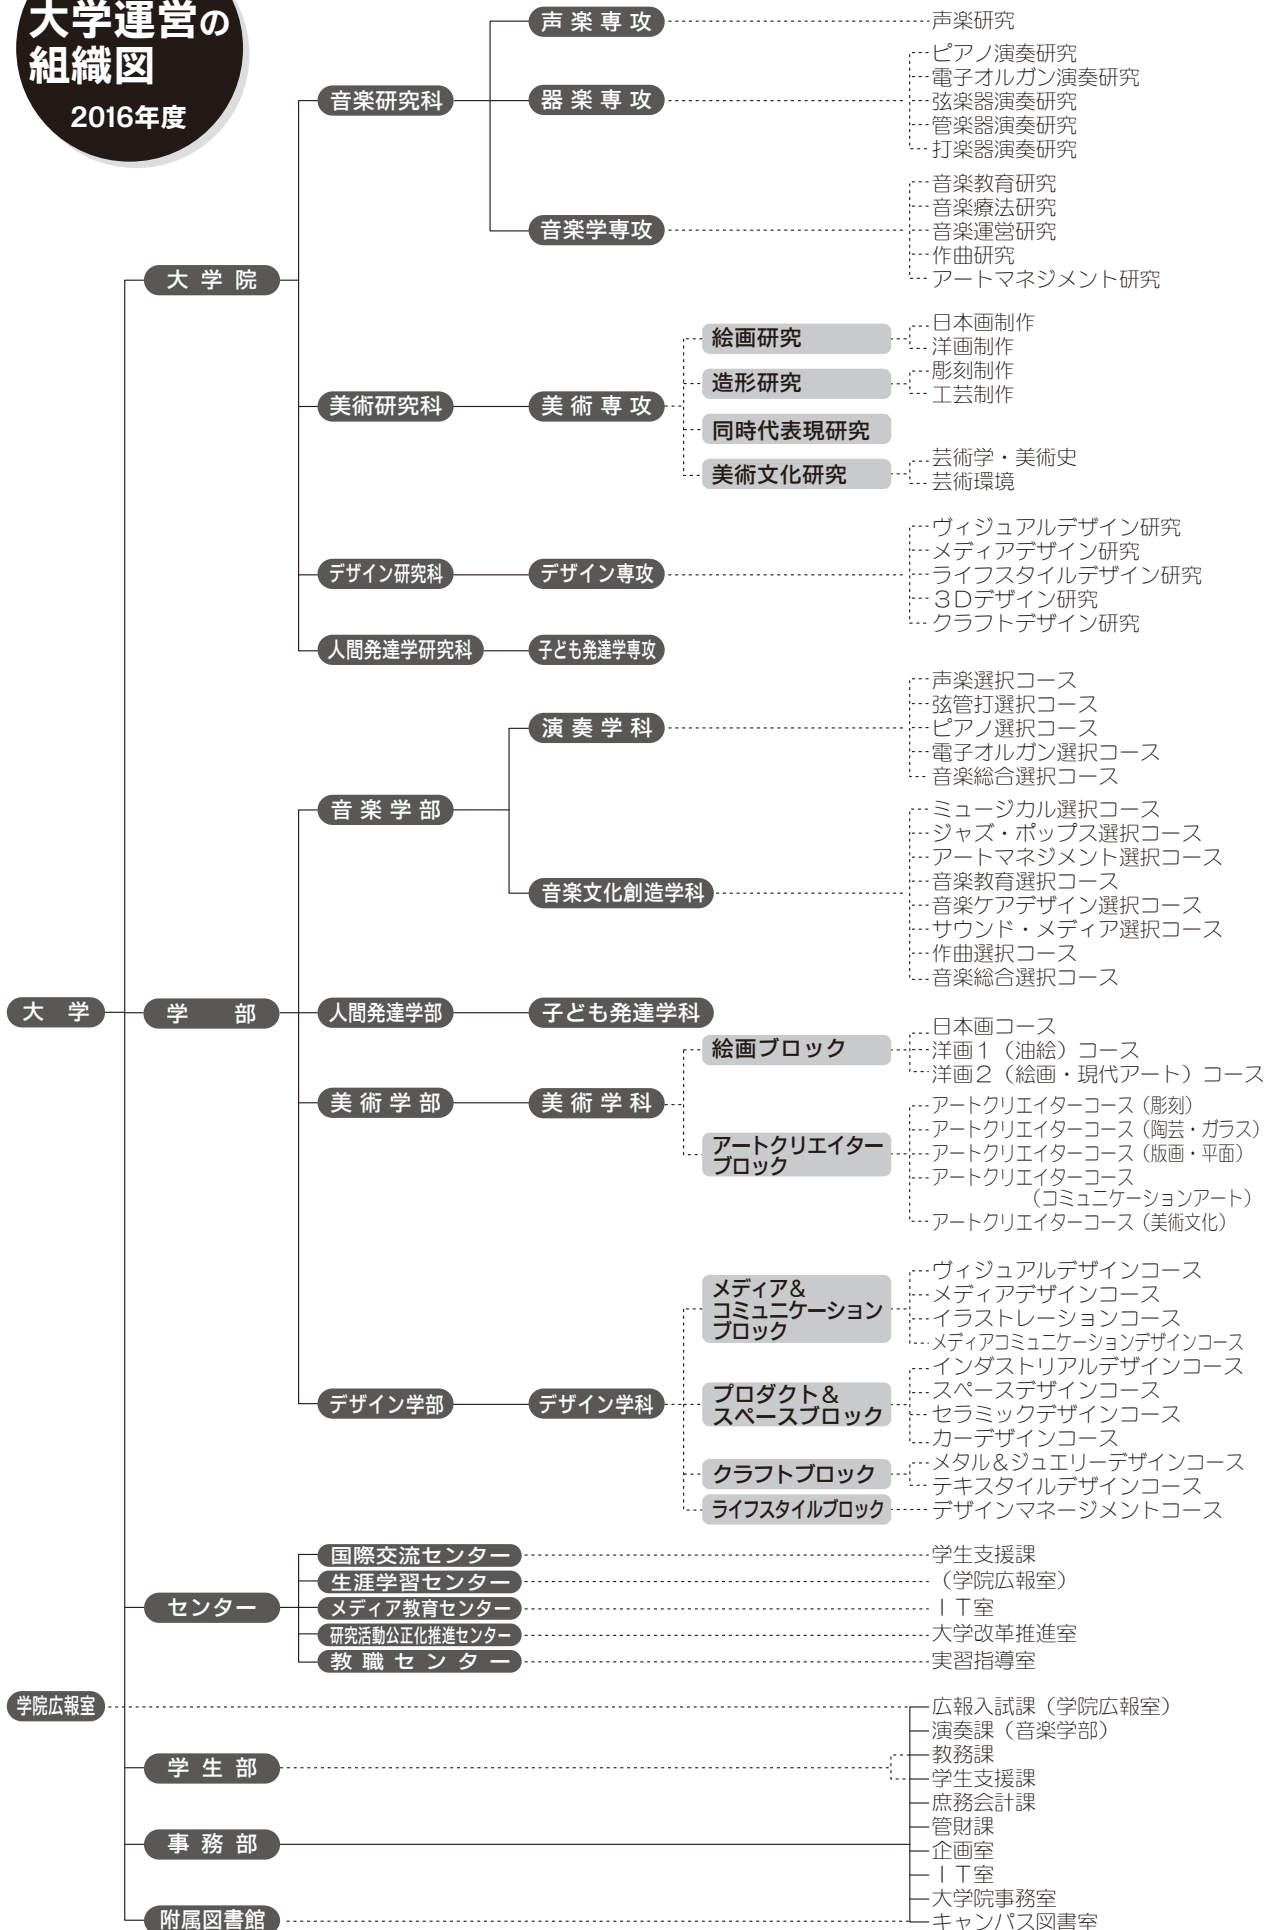 大学運営の
組織図
2016年度
大学
大学院
音楽研究科
声楽専攻
声楽研究
器楽専攻
ピアノ演奏研究
電子オルガン演奏研究
弦楽器演奏研究
管楽器演奏研究
打楽器演奏研究
音楽学専攻
音楽教育研究
音楽療法研究
音楽運営研究
作曲研究
アートマネジメント研究
美術研究科
美術専攻
絵画研究
日本画制作
洋画制作
造形研究
彫刻制作
工芸制作
同時代表現研究
美術文化研究
芸術学・美術史
芸術環境
デザイン研究科
デザイン専攻
ヴィジュアルデザイン研究
メディアデザイン研究
ライフスタイルデザイン研究
3Dデザイン研究
クラフトデザイン研究
人間発達学研究科
子ども発達学専攻
学部
音楽学部
演奏学科
声楽選択コース
弦管打選択コース
ピアノ選択コース
電子オルガン選択コース
音楽総合選択コース
音楽文化創造学科
ミュージカル選択コース
ジャズ・ポップス選択コース
アートマネジメント選択コース
音楽教育選択コース
音楽ケアデザイン選択コース
サウンド・メディア選択コース
作曲選択コース
音楽総合選択コース
人間発達学部
子ども発達学科
美術学部
美術学科
絵画ブロック
日本画コース
洋画1(油絵)コース
洋画2(絵画・現代アート)コース
アートクリエイター
ブロック
アートクリエイターコース(彫刻)
アートクリエイターコース(陶芸・ガラス)
アートクリエイターコース(版画・平面)
アートクリエイターコース
(コミュニケーションアート)
アートクリエイターコース(美術文化)
デザイン学部
デザイン学科
メディア&
コミュニケーション
ブロック
ヴィジュアルデザインコース
メディアデザインコース
イラストレーションコース
メディアコミュニケーションデザインコース
プロダクト&
スペースブロック
インダストリアルデザインコース
スペースデザインコース
セラミックデザインコース
カーデザインコース
クラフトブロック
メタル&ジュエリーデザインコース
テキスタイルデザインコース
ライフスタイルブロック
デザインマネージメントコース
センター
国際交流センター
学生支援課
生涯学習センター
(学院広報室)
メディア教育センター
IT室
研究活動公正化推進センター
大学改革推進室
教職センター
実習指導室
学院広報室
広報入試課(学院広報室)
演奏課(音楽学部)
学生部
教務課
学生支援課
庶務会計課
管財課
事務部
企画室
IT室
大学院事務室
附属図書館
キャンパス図書室